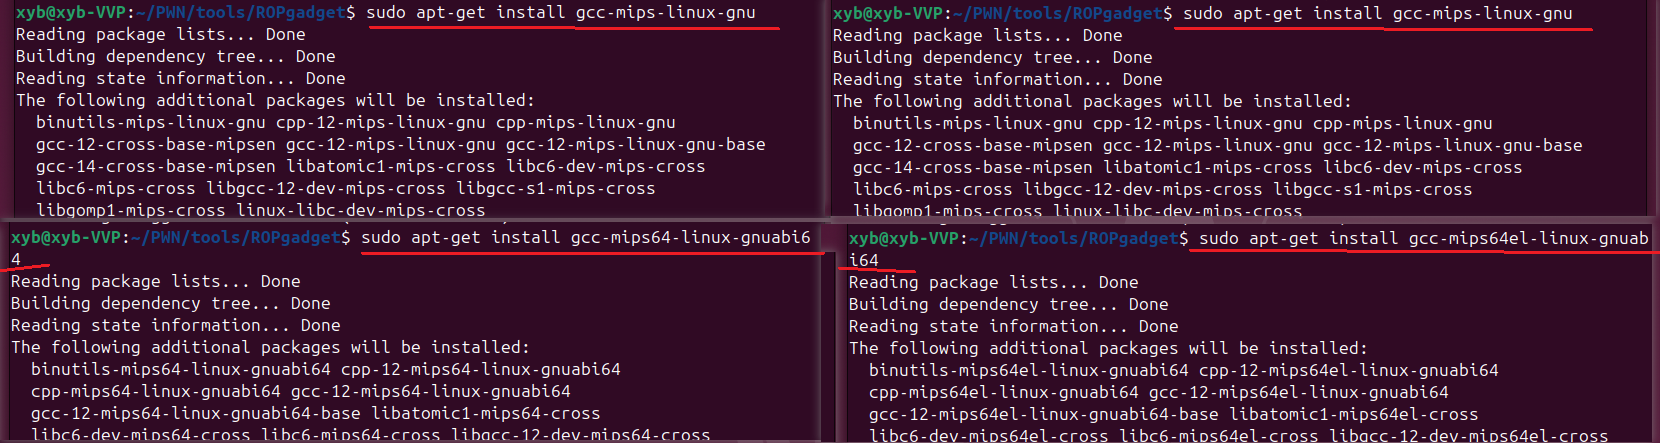 xyb@xyb-VVP:~/PWN/tools/ROPgadget$ sudo apt-get install gcc-mips-linux-gnu
Reading package lists... Done
Building dependency tree... Done
Reading state information... Done
The following additional packages will be installed:
binutils-mips-linux-gnu cpp-12-mips-linux-gnu cpp-mips-linux-gnu
gcc-12-cross-base-mipsen gcc-12-mips-linux-gnu gcc-12-mips-linux-gnu-base
gcc-14-cross-base-mipsen libatomic1-mips-cross libc6-dev-mips-cross
libc6-mips-cross libgcc-12-dev-mips-cross libgcc-s1-mips-cross
libgomp1-mips-cross linux-libc-dev-mips-cross
xyb@xyb-VVP:~/PWN/tools/ROPgadget$ sudo apt-get install gcc-mips-linux-gnu
Reading package lists... Done
Building dependency tree... Done
Reading state information... Done
The following additional packages will be installed:
binutils-mips-linux-gnu cpp-12-mips-linux-gnu cpp-mips-linux-gnu
gcc-12-cross-base-mipsen gcc-12-mips-linux-gnu gcc-12-mips-linux-gnu-base
gcc-14-cross-base-mipsen libatomic1-mips-cross libc6-dev-mips-cross
libc6-mips-cross libgcc-12-dev-mips-cross libgcc-s1-mips-cross
libgomp1-mips-cross linux-libc-dev-mips-cross
xyb@xyb-VVP:~/PWN/tools/ROPgadget$ sudo apt-get install gcc-mips64-linux-gnuabi6
4
Reading package lists... Done
Building dependency tree... Done
Reading state information... Done
The following additional packages will be installed:
binutils-mips64-linux-gnuabi64 cpp-12-mips64-linux-gnuabi64
cpp-mips64-linux-gnuabi64 gcc-12-mips64-linux-gnuabi64
gcc-12-mips64-linux-gnuabi64-base libatomic1-mips64-cross
libc6-dev-mips64-cross libc6-mips64-cross libgcc-12-dev-mips64-cross
xyb@xyb-VVP:~/PWN/tools/ROPgadget$ sudo apt-get install gcc-mips64el-linux-gnuab
i64
Reading package lists... Done
Building dependency tree... Done
Reading state information... Done
The following additional packages will be installed:
binutils-mips64el-linux-gnuabi64 cpp-12-mips64el-linux-gnuabi64
cpp-mips64el-linux-gnuabi64 gcc-12-mips64el-linux-gnuabi64
gcc-12-mips64el-linux-gnuabi64-base libatomic1-mips64el-cross
libc6-dev-mips64el-cross libc6-mips64el-cross libgcc-12-dev-mips64el-cross